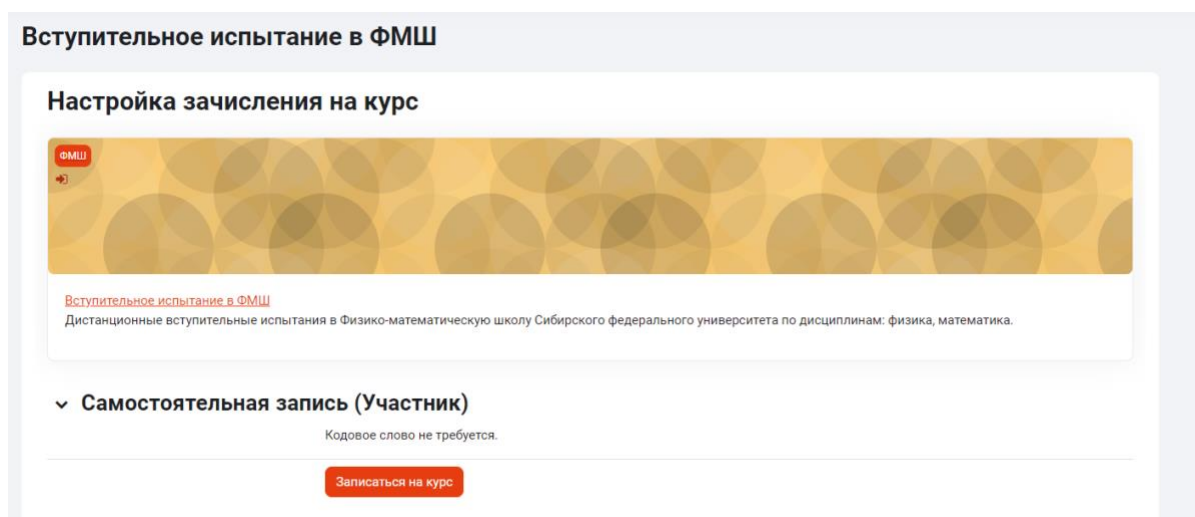 Вступительное испытание в ФМШ
Настройка зачисления на курс
ФМШ
Вступительное испытание в ФМШ
Дистанционные вступительные испытания в Физико-математическую школу Сибирского федерального университета по дисциплинам: физика, математика.
Самостоятельная запись (Участник)
Кодовое слово не требуется.
Записаться на курс